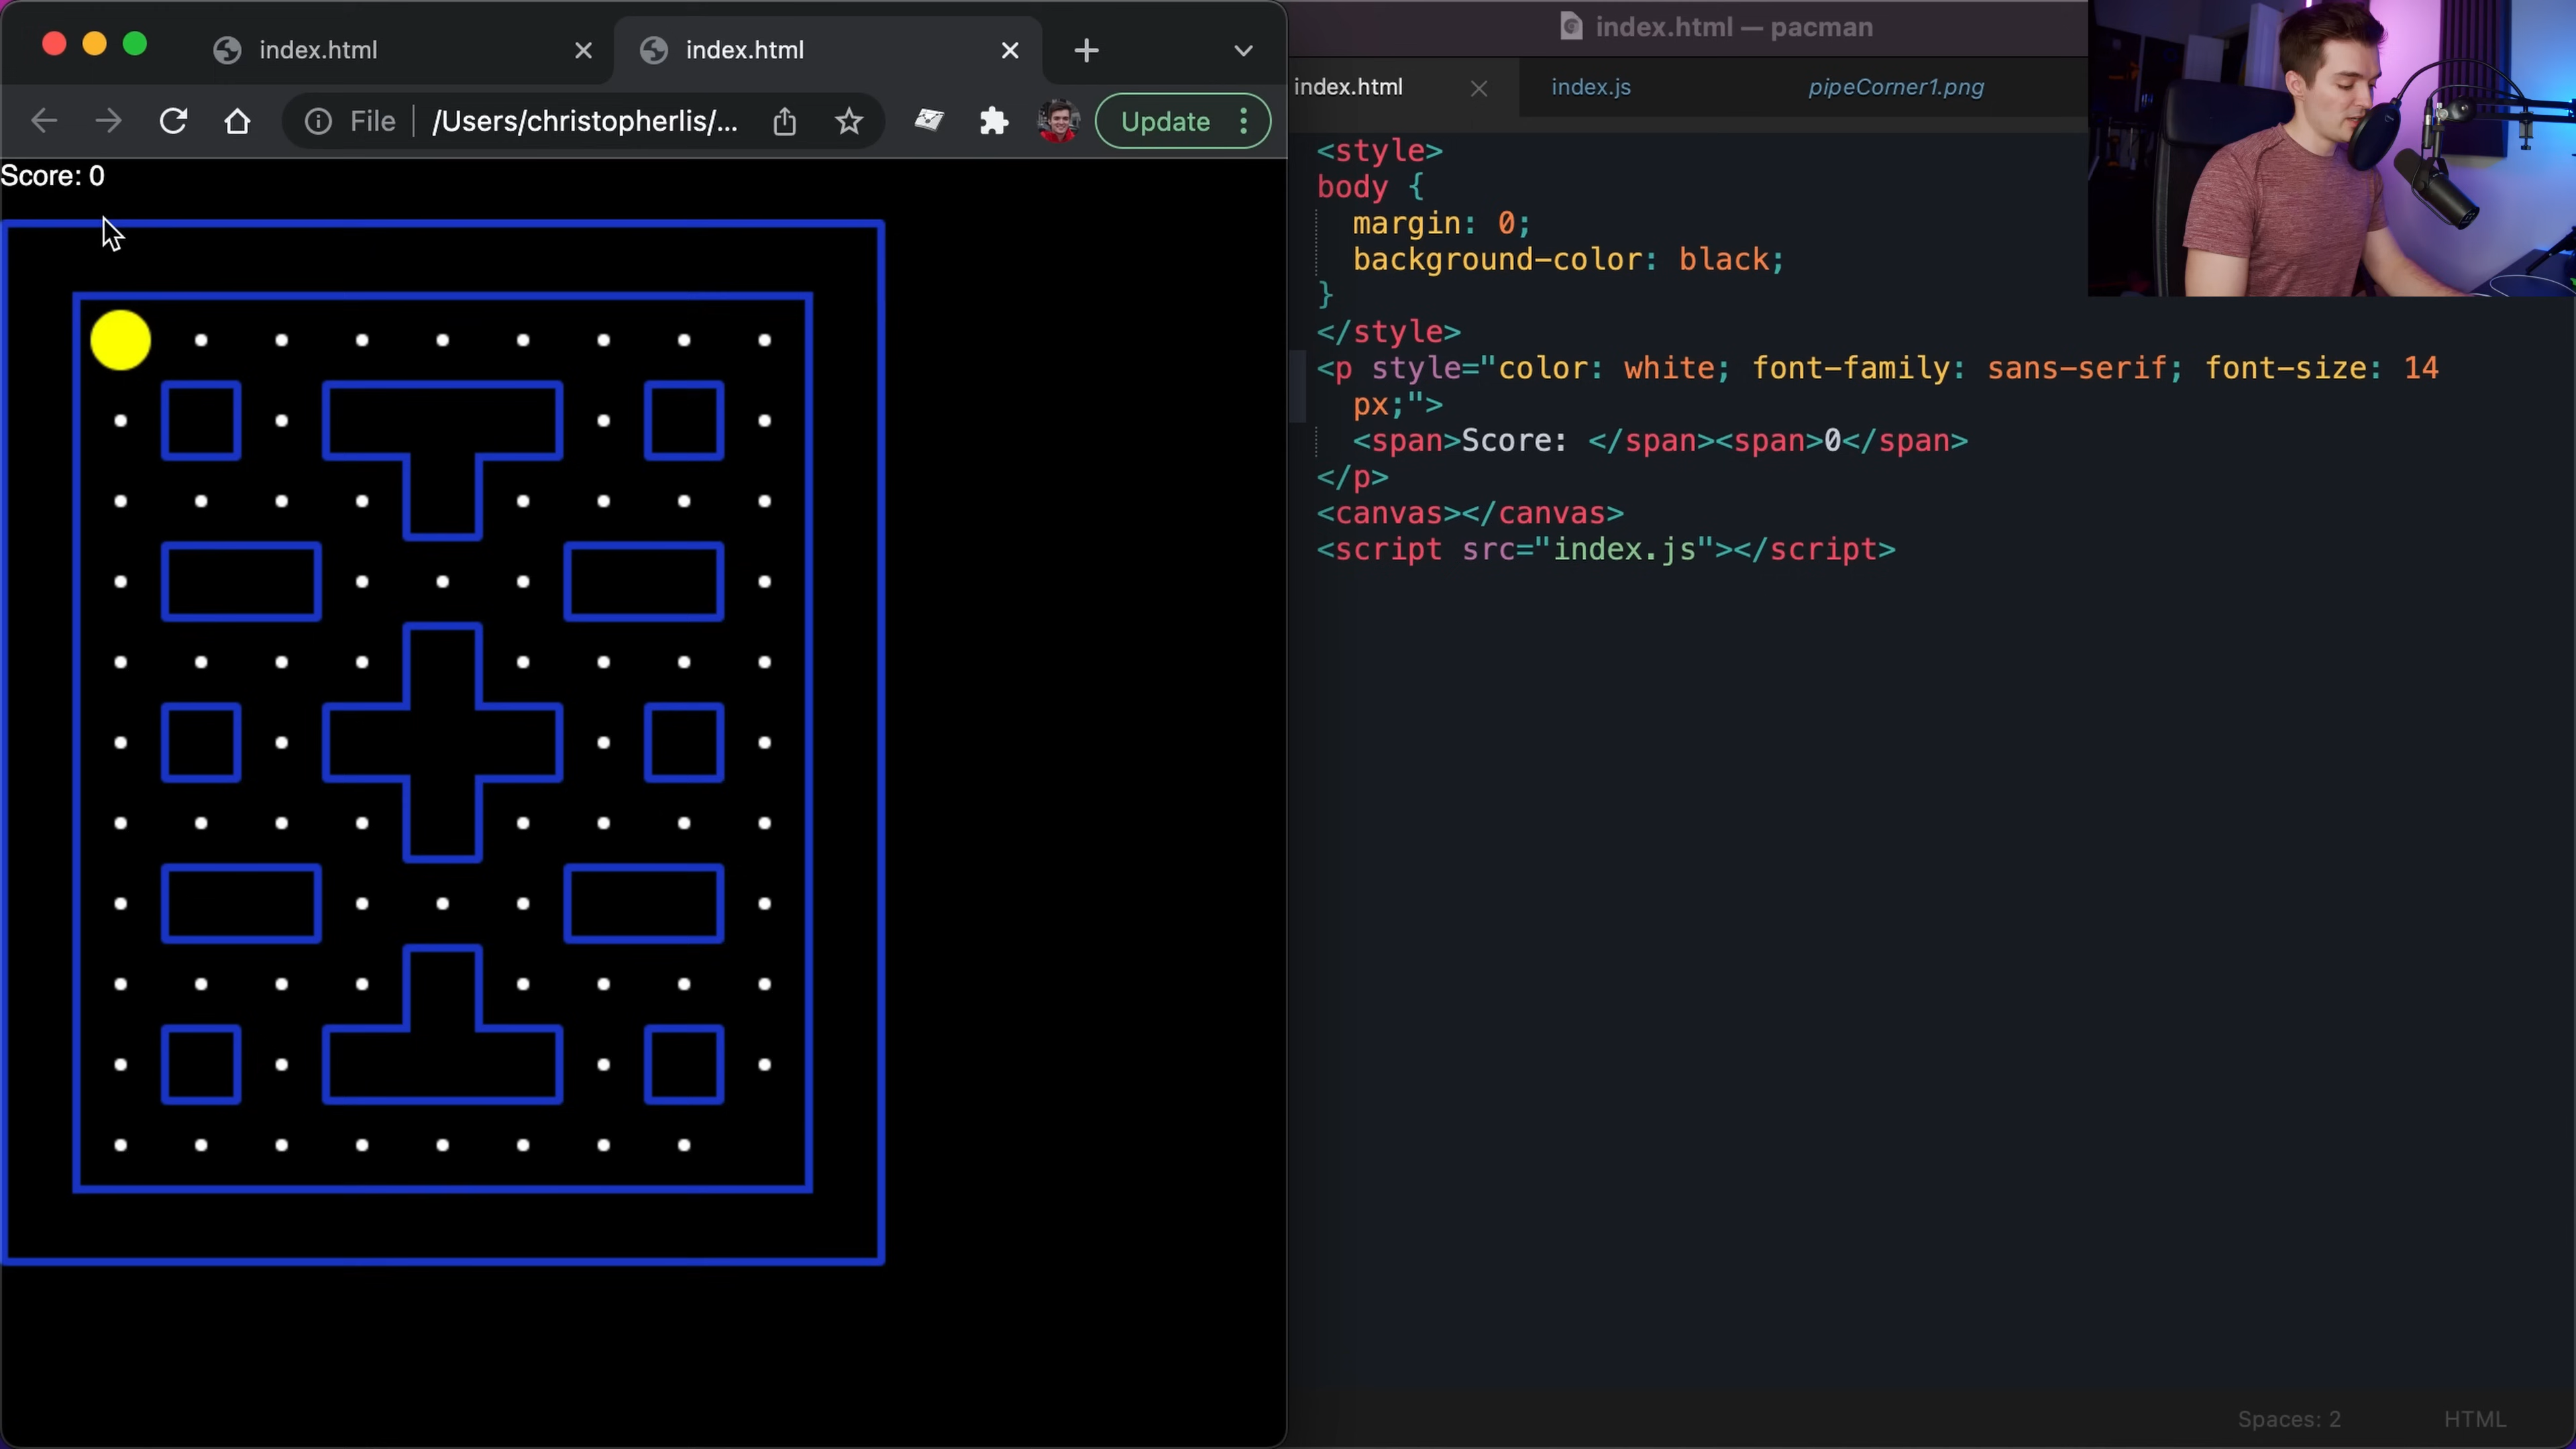 index.html
index.html
File
/Users/christopherlis/...
Update
Score: 0
index.html — pacman
index.html
index.js
pipeCorner1.png
<style>
body {
margin: 0;
background-color: black;
}
</style>
<p style="color: white; font-family: sans-serif; font-size: 14
px;">
<span>Score: </span><span>0</span>
</p>
<canvas></canvas>
<script src="index.js"></script>
Spaces: 2
HTML